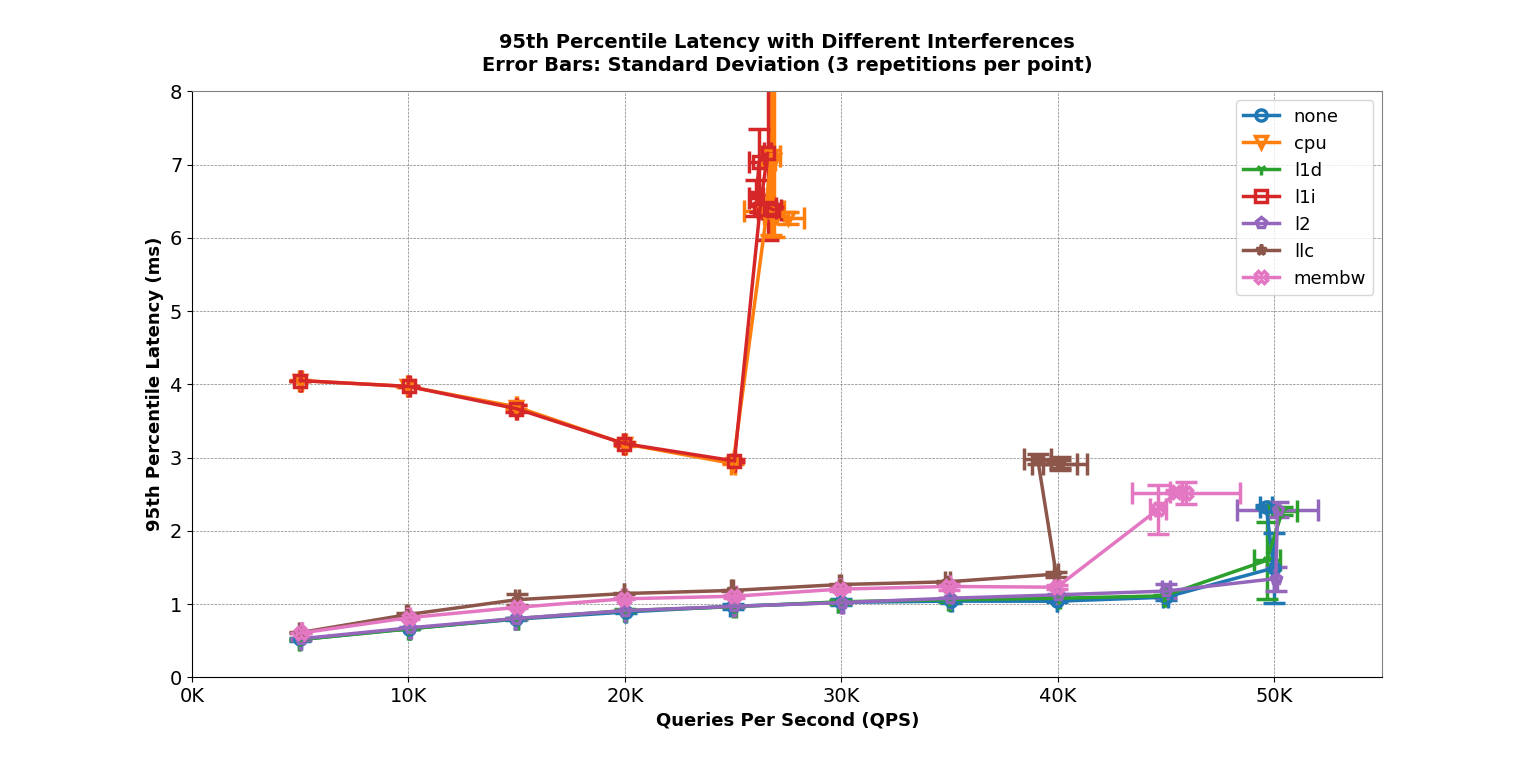 95th Percentile Latency with Different Interferences
Error Bars: Standard Deviation (3 repetitions per point)
95th Percentile Latency (ms)
8
7
6
5
4
3
2
1
0
0K 10K 20K 30K 40K 50K
Queries Per Second (QPS)
none
cpu
l1d
l1i
l2
llc
membw